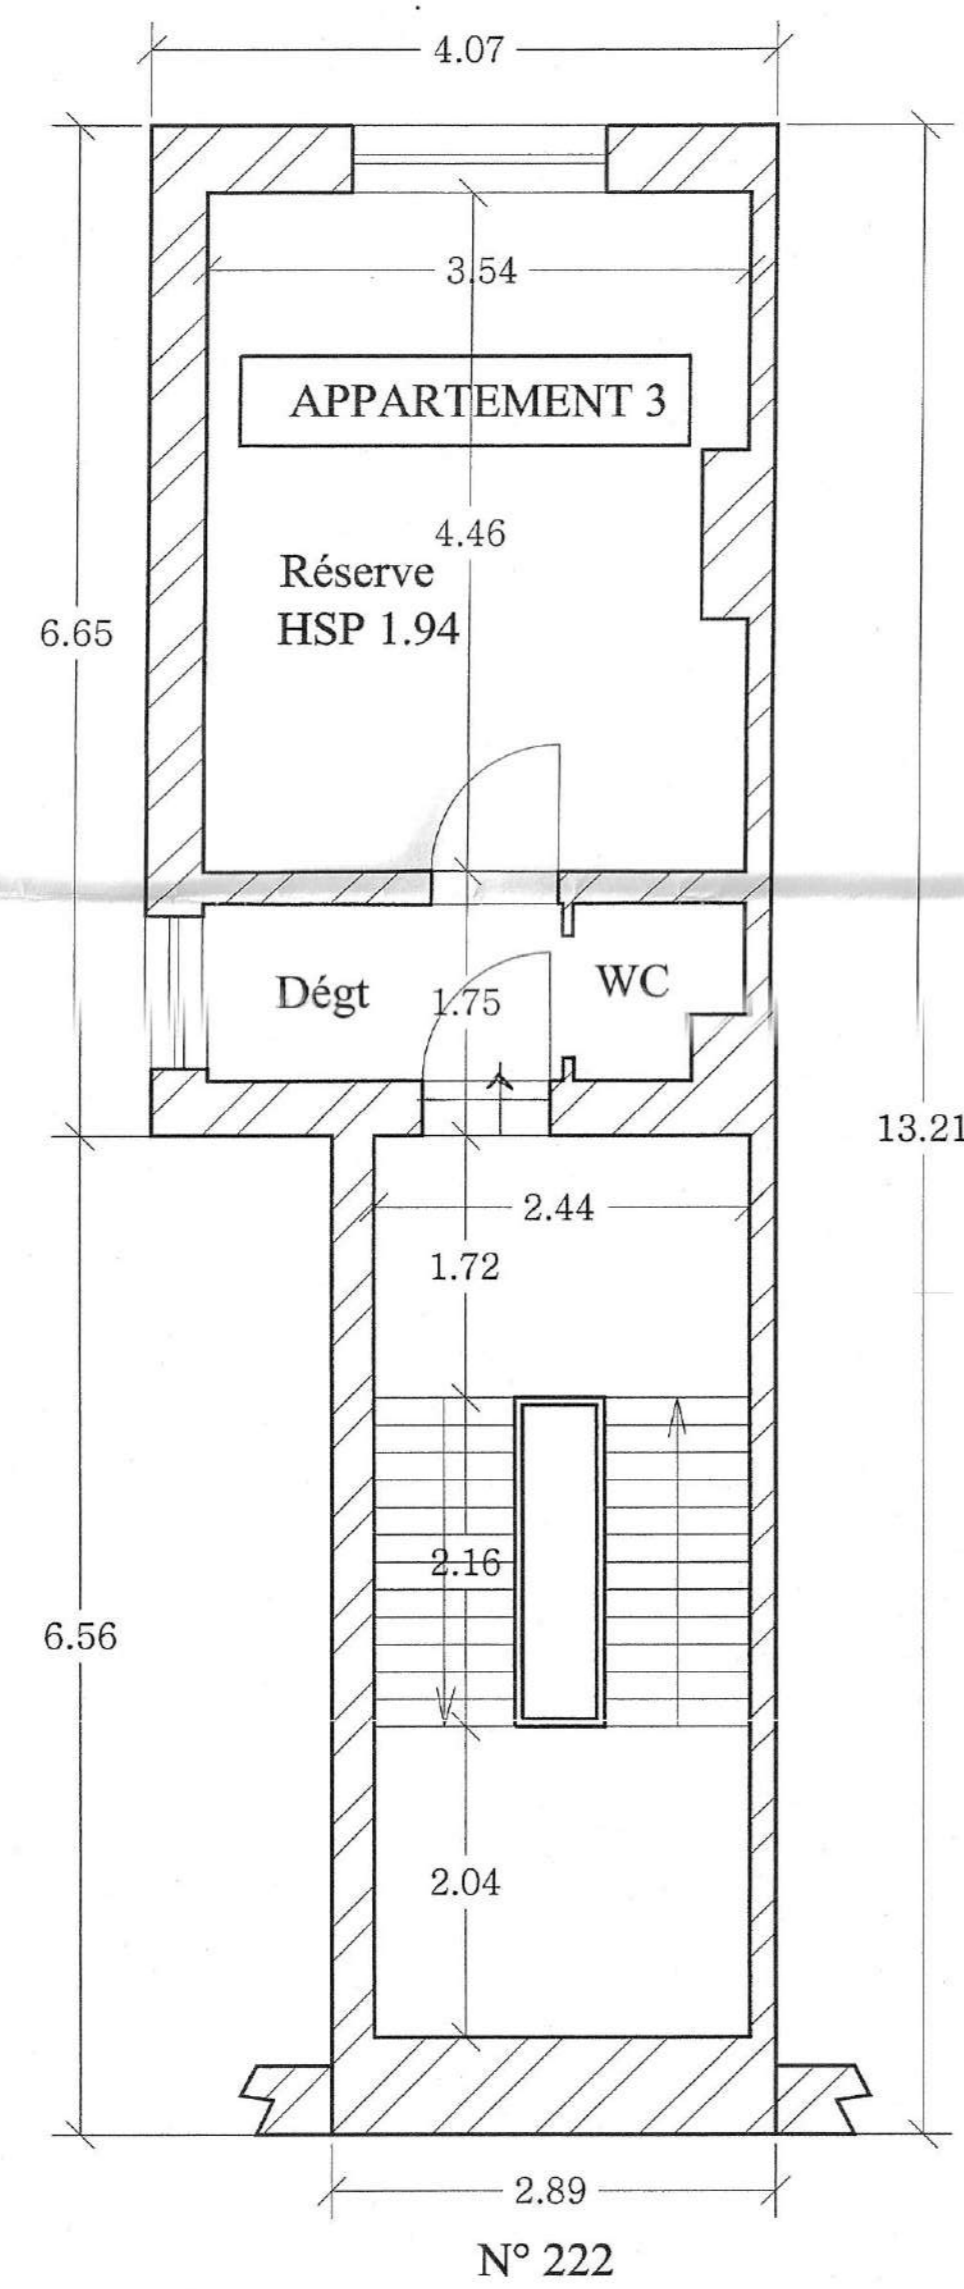 4.07
3.54
APPARTEMENT 3
4.46
Réserve
HSP 1.94
6.65
Dégt
1.75
WC
13.21
2.44
1.72
2.16
6.56
2.04
2.89
N° 222